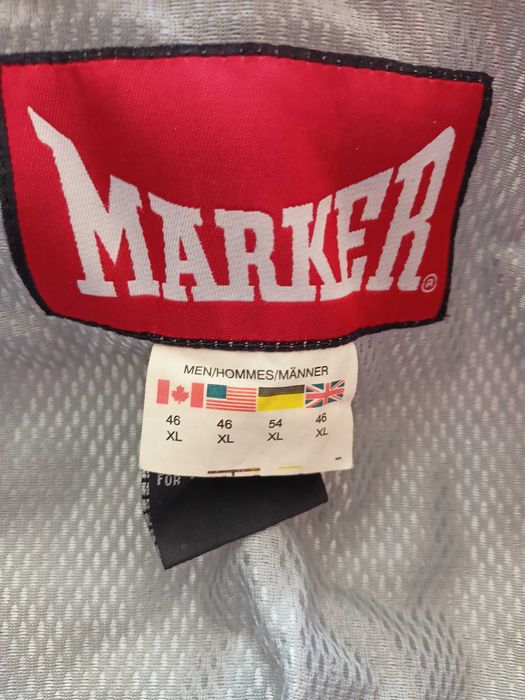 MARKER®
MEN/HOMMES/MÄNNER
46 46 54 46
XL XL XL XL
FOR